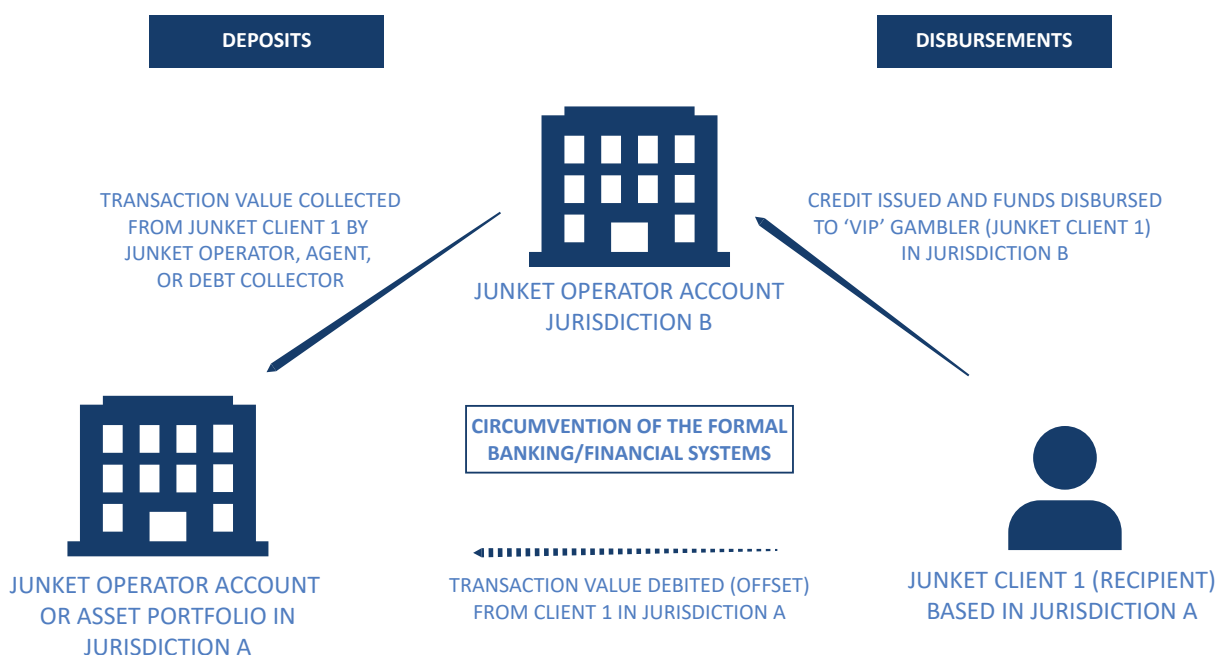 DEPOSITS
DISBURSEMENTS
TRANSACTION VALUE COLLECTED
FROM JUNKET CLIENT 1 BY
JUNKET OPERATOR, AGENT,
OR DEBT COLLECTOR
CREDIT ISSUED AND FUNDS DISBURSED
TO ‘VIP’ GAMBLER (JUNKET CLIENT 1)
IN JURISDICTION B
JUNKET OPERATOR ACCOUNT
JURISDICTION B
CIRCUMVENTION OF THE FORMAL
BANKING/FINANCIAL SYSTEMS
JUNKET OPERATOR ACCOUNT
OR ASSET PORTFOLIO IN
JURISDICTION A
TRANSACTION VALUE DEBITED (OFFSET)
FROM CLIENT 1 IN JURISDICTION A
JUNKET CLIENT 1 (RECIPIENT)
BASED IN JURISDICTION A